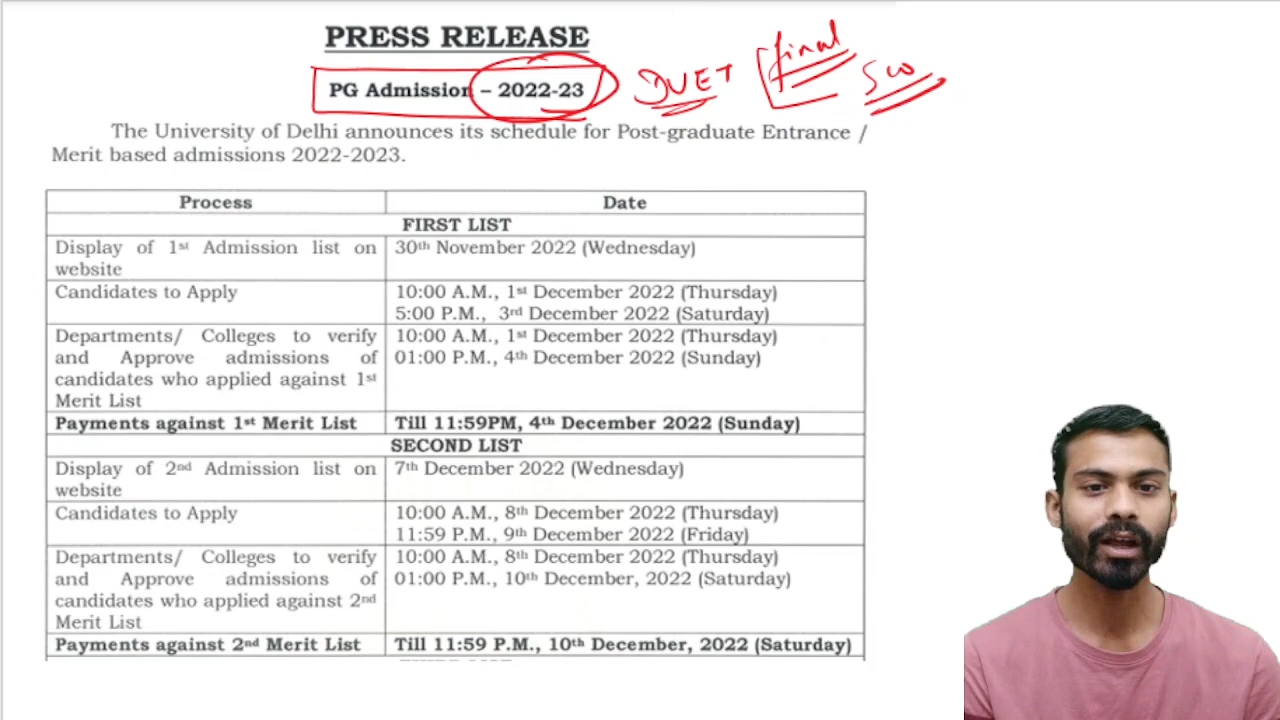 PRESS RELEASE
PG Admission – 2022-23
DUET
final
The University of Delhi announces its schedule for Post-graduate Entrance /
Merit based admissions 2022-2023.
Process Date
FIRST LIST
Display of 1st Admission list on 30th November 2022 (Wednesday)
website
Candidates to Apply 10:00 A.M., 1st December 2022 (Thursday)
5:00 P.M., 3rd December 2022 (Saturday)
Departments/ Colleges to verify 10:00 A.M., 1st December 2022 (Thursday)
and Approve admissions of 01:00 P.M., 4th December 2022 (Sunday)
candidates who applied against 1st
Merit List
Payments against 1st Merit List Till 11:59PM, 4th December 2022 (Sunday)
SECOND LIST
Display of 2nd Admission list on 7th December 2022 (Wednesday)
website
Candidates to Apply 10:00 A.M., 8th December 2022 (Thursday)
11:59 P.M., 9th December 2022 (Friday)
Departments/ Colleges to verify 10:00 A.M., 8th December 2022 (Thursday)
and Approve admissions of 01:00 P.M., 10th December, 2022 (Saturday)
candidates who applied against 2nd
Merit List
Payments against 2nd Merit List Till 11:59 P.M., 10th December, 2022 (Saturday)